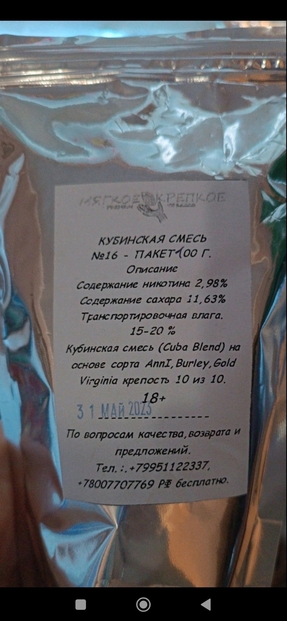 МЯГКОЕ КРЕПКОЕ
КУБИНСКАЯ СМЕСЬ
№16 - ПАКЕТ 100 Г.
Описание
Содержание никотина 2,98%
Содержание сахара 11,63%
Транспортировочная влага.
15-20 %
Кубинская смесь (Cuba Blend) на
основе сорта AnnI,Burley,Gold
Virginia крепость 10 из 10.
18+
31 МАЙ 2023
По вопросам качества,возврата и
предложений.
Тел.:.+79951122337,
+78007707769 РФ бесплатно.